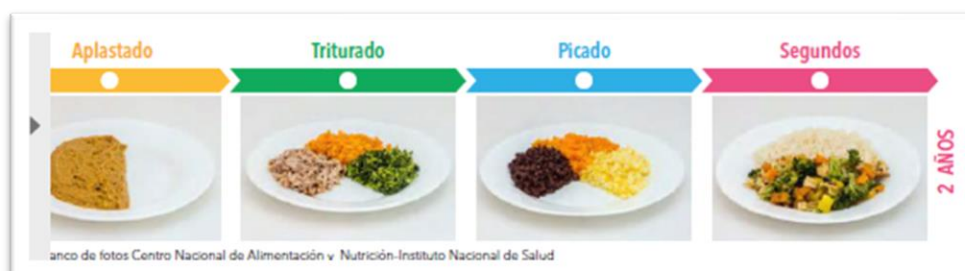 Aplastado Triturado Picado Segundos
2 AÑOS
anco de fotos Centro Nacional de Alimentación y Nutrición-Instituto Nacional de Salud